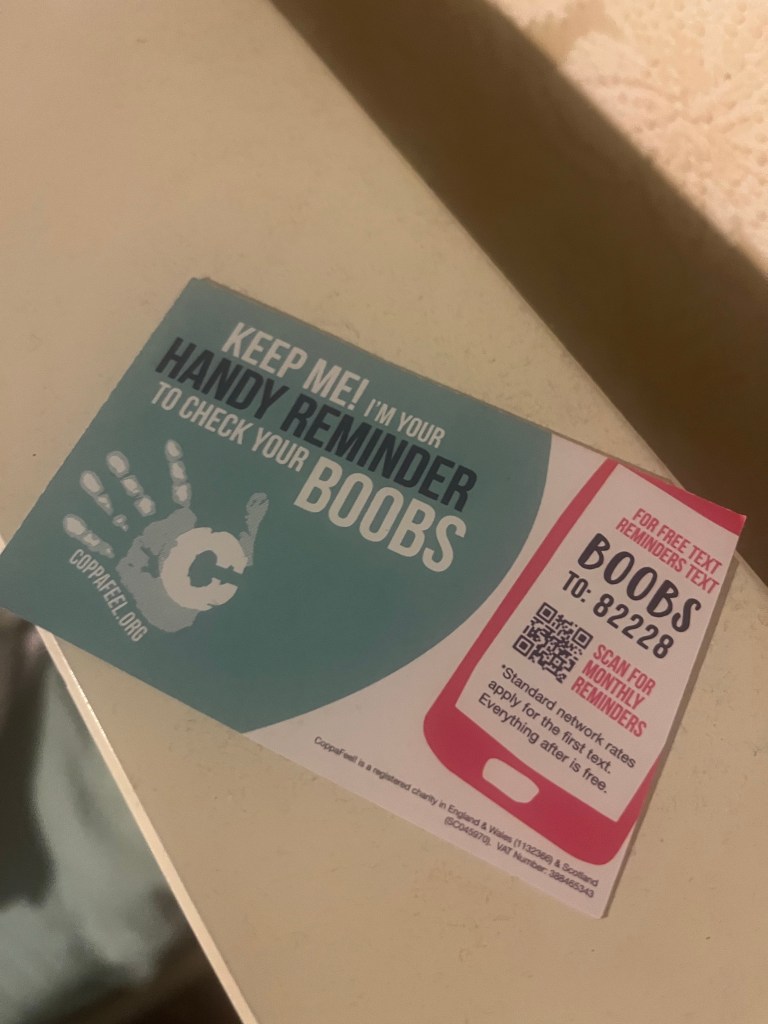 KEEP ME! I'M YOUR
HANDY REMINDER
TO CHECK YOUR BOOBS
C
COPPAFEEL.ORG
FOR FREE TEXT
REMINDERS TEXT
BOOBS
TO: 82228
SCAN FOR
MONTHLY
REMINDERS
*Standard network rates
apply for the first text.
Everything after is free.
CoppaFeel! is a registered charity in England & Wales (1132366) & Scotland
(SC045970). VAT Number: 388465343